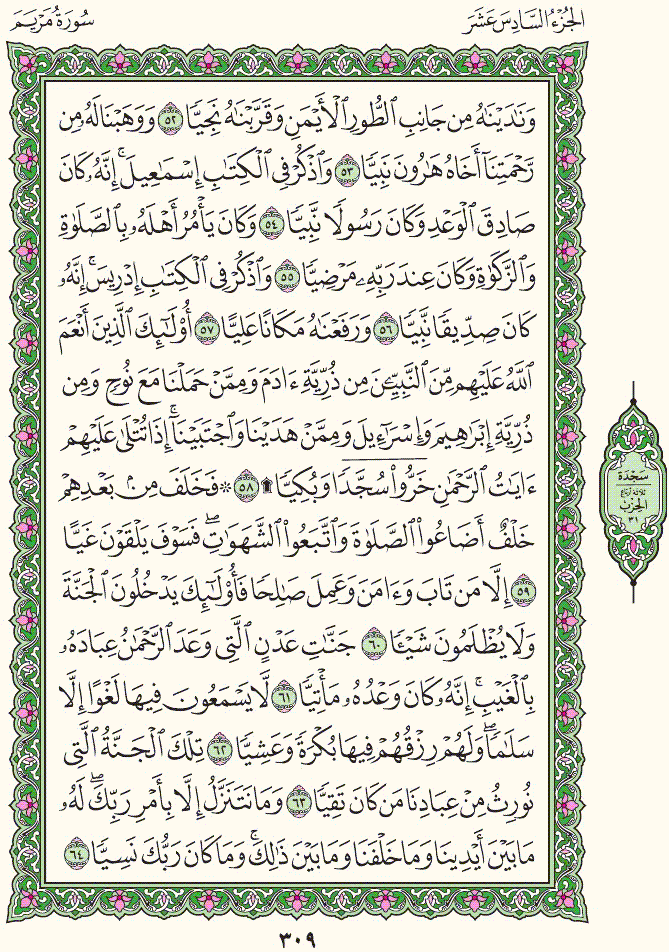 سُورَةُ مَرْيَمَ
الجُزْءُ السَّادِسَ عَشَرَ
وَنَٰدَيْنَٰهُ مِن جَانِبِ ٱلطُّورِ ٱلْأَيْمَنِ وَقَرَّبْنَٰهُ نَجِيًّا ٥٢ وَوَهَبْنَا لَهُۥ مِن
رَّحْمَتِنَآ أَخَاهُ هَٰرُونَ نَبِيًّا ٥٣ وَٱذْكُرْ فِي ٱلْكِتَٰبِ إِسْمَٰعِيلَ ۚ إِنَّهُۥ كَانَ
صَادِقَ ٱلْوَعْدِ وَكَانَ رَسُولًا نَّبِيًّا ٥٤ وَكَانَ يَأْمُرُ أَهْلَهُۥ بِٱلصَّلَوٰةِ
وَٱلزَّكَوٰةِ وَكَانَ عِندَ رَبِّهِۦ مَرْضِيًّا ٥٥ وَٱذْكُرْ فِي ٱلْكِتَٰبِ إِدْرِيسَ ۚ إِنَّهُۥ
كَانَ صِدِّيقًا نَّبِيًّا ٥٦ وَرَفَعْنَٰهُ مَكَانًا عَلِيًّا ٥٧ أُو۟لَٰٓئِكَ ٱلَّذِينَ أَنْعَمَ
ٱللَّهُ عَلَيْهِم مِّنَ ٱلنَّبِيِّـۧنَ مِن ذُرِّيَّةِ ءَادَمَ وَمِمَّنْ حَمَلْنَا مَعَ نُوحٍ وَمِن
ذُرِّيَّةِ إِبْرَٰهِيمَ وَإِسْرَٰٓءِيلَ وَمِمَّنْ هَدَيْنَا وَٱجْتَبَيْنَآ ۚ إِذَا تُتْلَىٰ عَلَيْهِمْ
ءَايَٰتُ ٱلرَّحْمَٰنِ خَرُّوا۟ سُجَّدًا وَبُكِيًّا ۩ ٥٨ ۞ فَخَلَفَ مِنۢ بَعْدِهِمْ
خَلْفٌ أَضَاعُوا۟ ٱلصَّلَوٰةَ وَٱتَّبَعُوا۟ ٱلشَّهَوَٰتِ ۖ فَسَوْفَ يَلْقَوْنَ غَيًّا
٥٩ إِلَّا مَن تَابَ وَءَامَنَ وَعَمِلَ صَٰلِحًا فَأُو۟لَٰٓئِكَ يَدْخُلُونَ ٱلْجَنَّةَ
وَلَا يُظْلَمُونَ شَيْـًٔا ٦٠ جَنَّٰتِ عَدْنٍ ٱلَّتِي وَعَدَ ٱلرَّحْمَٰنُ عِبَادَهُۥ
بِٱلْغَيْبِ ۚ إِنَّهُۥ كَانَ وَعْدُهُۥ مَأْتِيًّا ٦١ لَّا يَسْمَعُونَ فِيهَا لَغْوًا إِلَّا
سَلَٰمًا ۖ وَلَهُمْ رِزْقُهُمْ فِيهَا بُكْرَةً وَعَشِيًّا ٦٢ تِلْكَ ٱلْجَنَّةُ ٱلَّتِي
نُورِثُ مِنْ عِبَادِنَا مَن كَانَ تَقِيًّا ٦٣ وَمَا نَتَنَزَّلُ إِلَّا بِأَمْرِ رَبِّكَ ۖ لَهُۥ
مَا بَيْنَ أَيْدِينَا وَمَا خَلْفَنَا وَمَا بَيْنَ ذَٰلِكَ ۚ وَمَا كَانَ رَبُّكَ نَسِيًّا ٦٤
سَجْدَة
ثلاثة أرباع
الحِزْب
٣١
٣٠٩